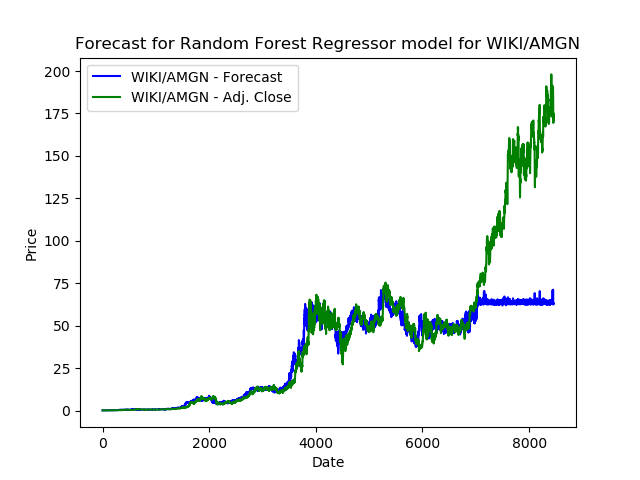 Forecast for Random Forest Regressor model for WIKI/AMGN
WIKI/AMGN - Forecast
WIKI/AMGN - Adj. Close
200
175
150
125
100
75
50
25
0
Price
0 2000 4000 6000 8000
Date